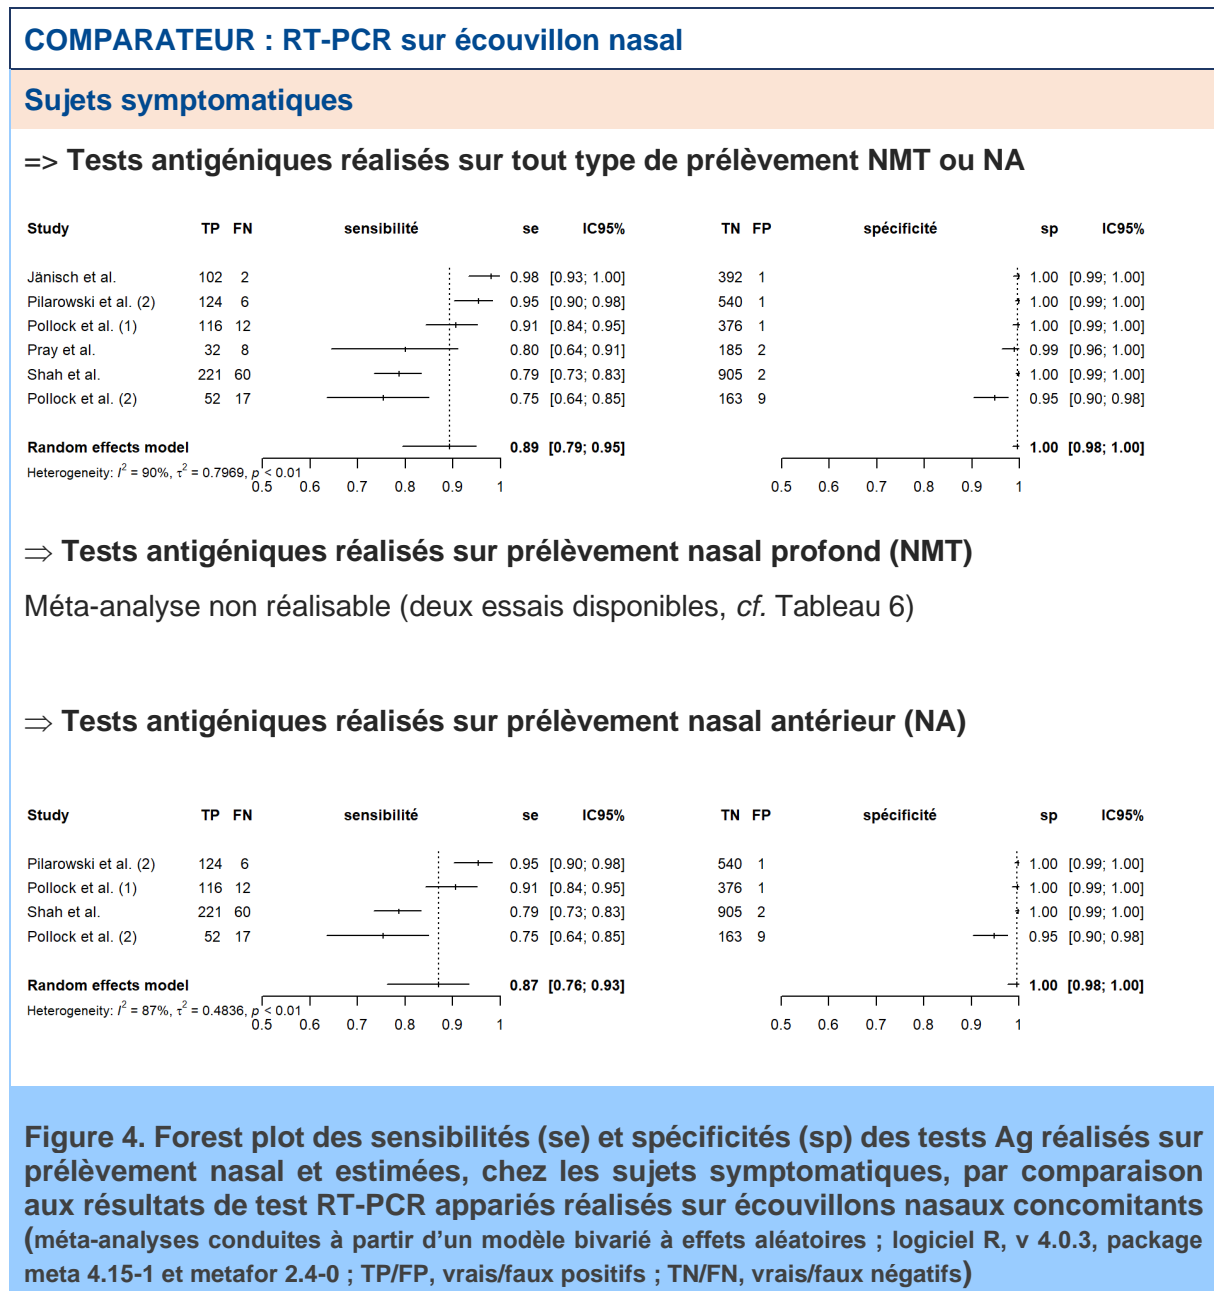 COMPARATEUR : RT-PCR sur écouvillon nasal
Sujets symptomatiques
=> Tests antigéniques réalisés sur tout type de prélèvement NMT ou NA
Study TP FN sensibilité se IC95% TN FP spécificité sp IC95%
Jänisch et al. 102 2 0.98 [0.93; 1.00] 392 1 1.00 [0.99; 1.00]
Pilarowski et al. (2) 124 6 0.95 [0.90; 0.98] 540 1 1.00 [0.99; 1.00]
Pollock et al. (1) 116 12 0.91 [0.84; 0.95] 376 1 1.00 [0.99; 1.00]
Pray et al. 32 8 0.80 [0.64; 0.91] 185 2 0.99 [0.96; 1.00]
Shah et al. 221 60 0.79 [0.73; 0.83] 905 2 1.00 [0.99; 1.00]
Pollock et al. (2) 52 17 0.75 [0.64; 0.85] 163 9 0.95 [0.90; 0.98]
Random effects model 0.89 [0.79; 0.95] 1.00 [0.98; 1.00]
Heterogeneity: I² = 90%, τ² = 0.7969, p < 0.01
0.5 0.6 0.7 0.8 0.9 1 0.5 0.6 0.7 0.8 0.9 1
⇒ Tests antigéniques réalisés sur prélèvement nasal profond (NMT)
Méta-analyse non réalisable (deux essais disponibles, cf. Tableau 6)
⇒ Tests antigéniques réalisés sur prélèvement nasal antérieur (NA)
Study TP FN sensibilité se IC95% TN FP spécificité sp IC95%
Pilarowski et al. (2) 124 6 0.95 [0.90; 0.98] 540 1 1.00 [0.99; 1.00]
Pollock et al. (1) 116 12 0.91 [0.84; 0.95] 376 1 1.00 [0.99; 1.00]
Shah et al. 221 60 0.79 [0.73; 0.83] 905 2 1.00 [0.99; 1.00]
Pollock et al. (2) 52 17 0.75 [0.64; 0.85] 163 9 0.95 [0.90; 0.98]
Random effects model 0.87 [0.76; 0.93] 1.00 [0.98; 1.00]
Heterogeneity: I² = 87%, τ² = 0.4836, p < 0.01
0.5 0.6 0.7 0.8 0.9 1 0.5 0.6 0.7 0.8 0.9 1
Figure 4. Forest plot des sensibilités (se) et spécificités (sp) des tests Ag réalisés sur
prélèvement nasal et estimées, chez les sujets symptomatiques, par comparaison
aux résultats de test RT-PCR appariés réalisés sur écouvillons nasaux concomitants
(méta-analyses conduites à partir d'un modèle bivarié à effets aléatoires ; logiciel R, v 4.0.3, package
meta 4.15-1 et metafor 2.4-0 ; TP/FP, vrais/faux positifs ; TN/FN, vrais/faux négatifs)